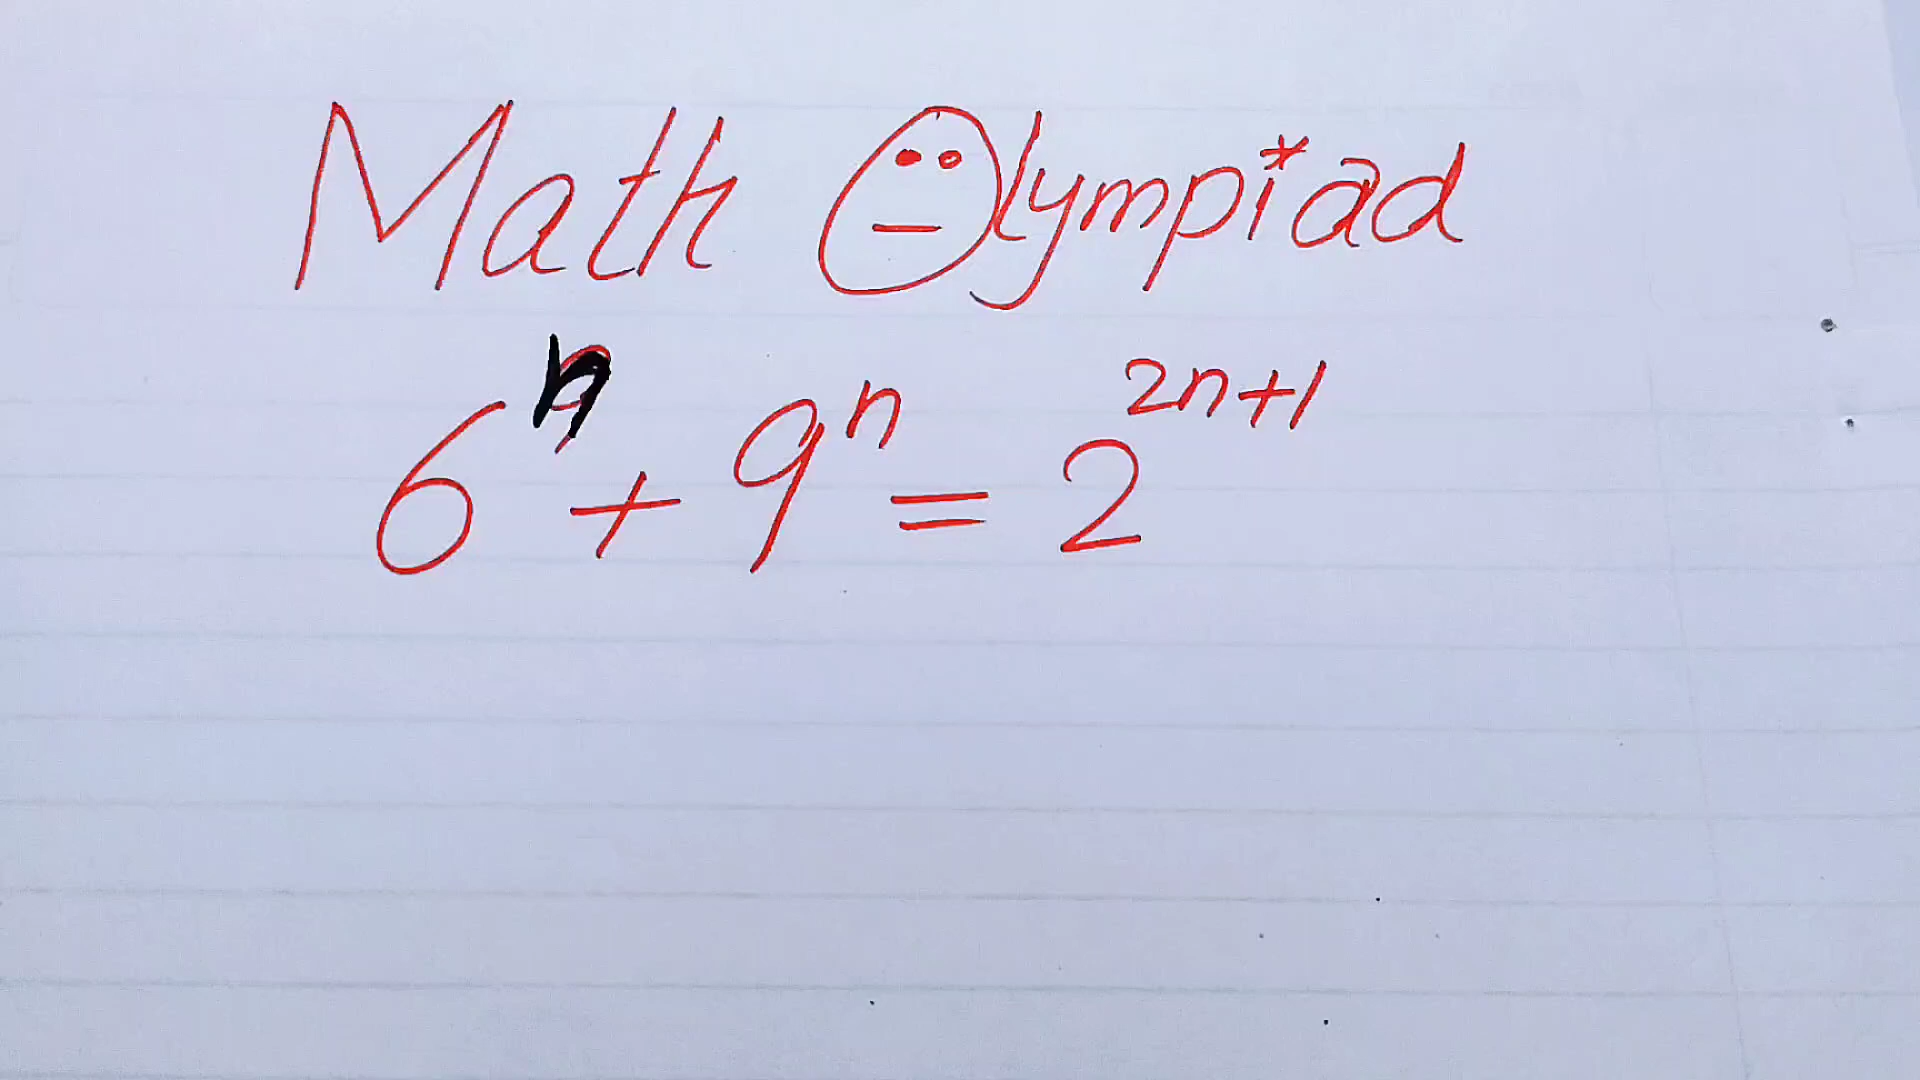 Math Olympiad
6^n + 9^n = 2^2n+1